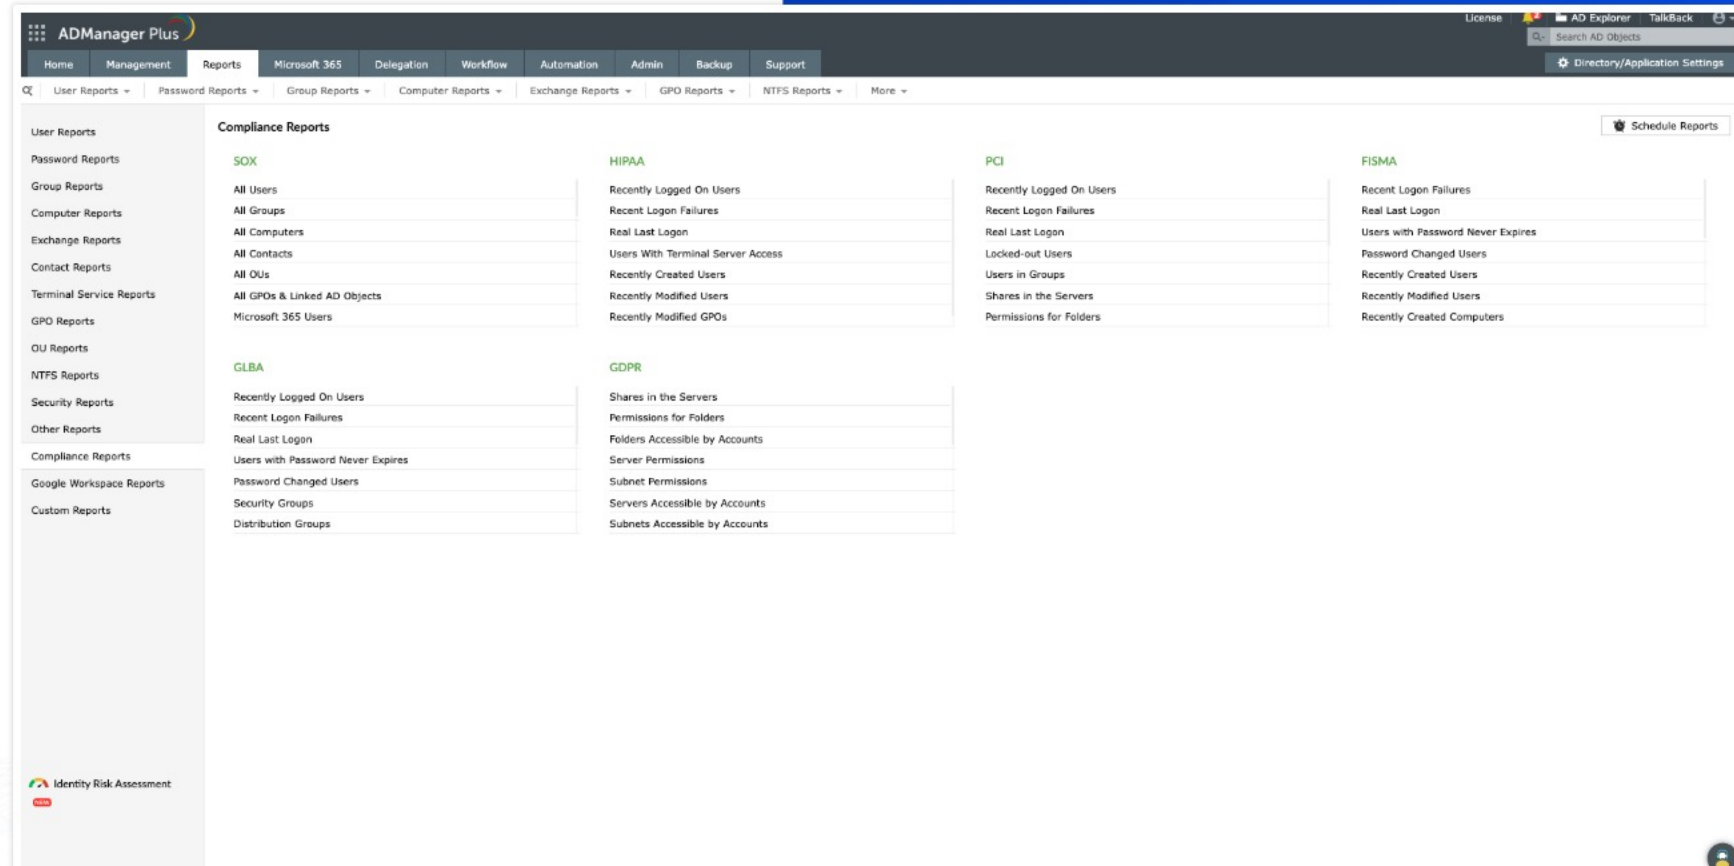 License AD Explorer TalkBack
ADManager Plus
Search AD Objects
Home Management Reports Microsoft 365 Delegation Workflow Automation Admin Backup Support Directory/Application Settings
User Reports Password Reports Group Reports Computer Reports Exchange Reports GPO Reports NTFS Reports More
User Reports
Password Reports
Group Reports
Computer Reports
Exchange Reports
Contact Reports
Terminal Service Reports
GPO Reports
OU Reports
NTFS Reports
Security Reports
Other Reports
Compliance Reports
Google Workspace Reports
Custom Reports
Identity Risk Assessment
NEW
Compliance Reports
Schedule Reports
SOX
All Users
All Groups
All Computers
All Contacts
All OUs
All GPOs & Linked AD Objects
Microsoft 365 Users
HIPAA
Recently Logged On Users
Recent Logon Failures
Real Last Logon
Users With Terminal Server Access
Recently Created Users
Recently Modified Users
Recently Modified GPOs
PCI
Recently Logged On Users
Recent Logon Failures
Real Last Logon
Locked-out Users
Users in Groups
Shares in the Servers
Permissions for Folders
FISMA
Recent Logon Failures
Real Last Logon
Users with Password Never Expires
Password Changed Users
Recently Created Users
Recently Modified Users
Recently Created Computers
GLBA
Recently Logged On Users
Recent Logon Failures
Real Last Logon
Users with Password Never Expires
Password Changed Users
Security Groups
Distribution Groups
GDPR
Shares in the Servers
Permissions for Folders
Folders Accessible by Accounts
Server Permissions
Subnet Permissions
Servers Accessible by Accounts
Subnets Accessible by Accounts